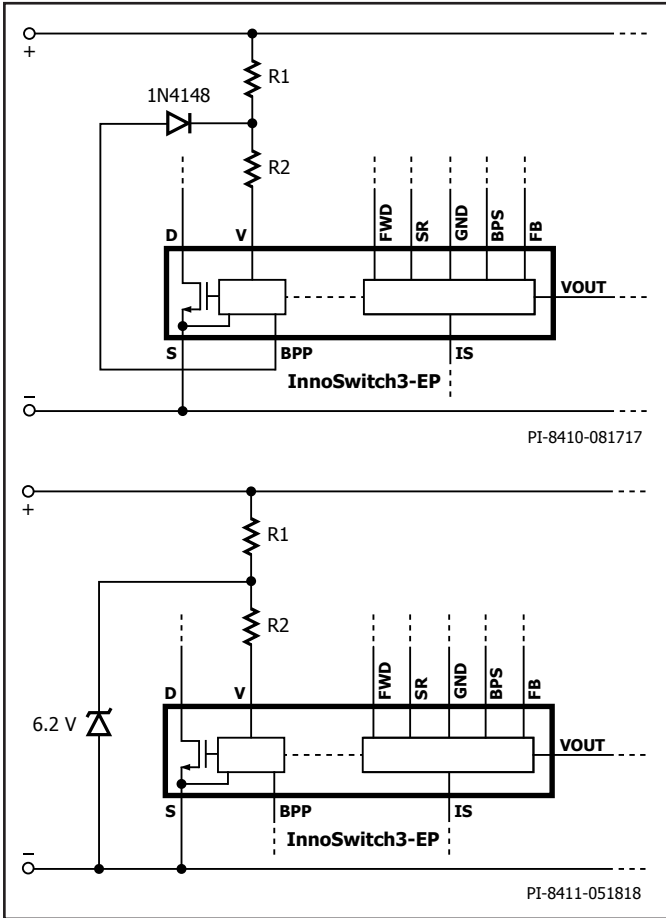 +
R1
1N4148
R2
D V FWD SR GND BPS FB
VOUT
S BPP IS
InnoSwitch3-EP
–
PI-8410-081717
+
R1
R2
D V FWD SR GND BPS FB
6.2 V
VOUT
S BPP IS
InnoSwitch3-EP
–
PI-8411-051818